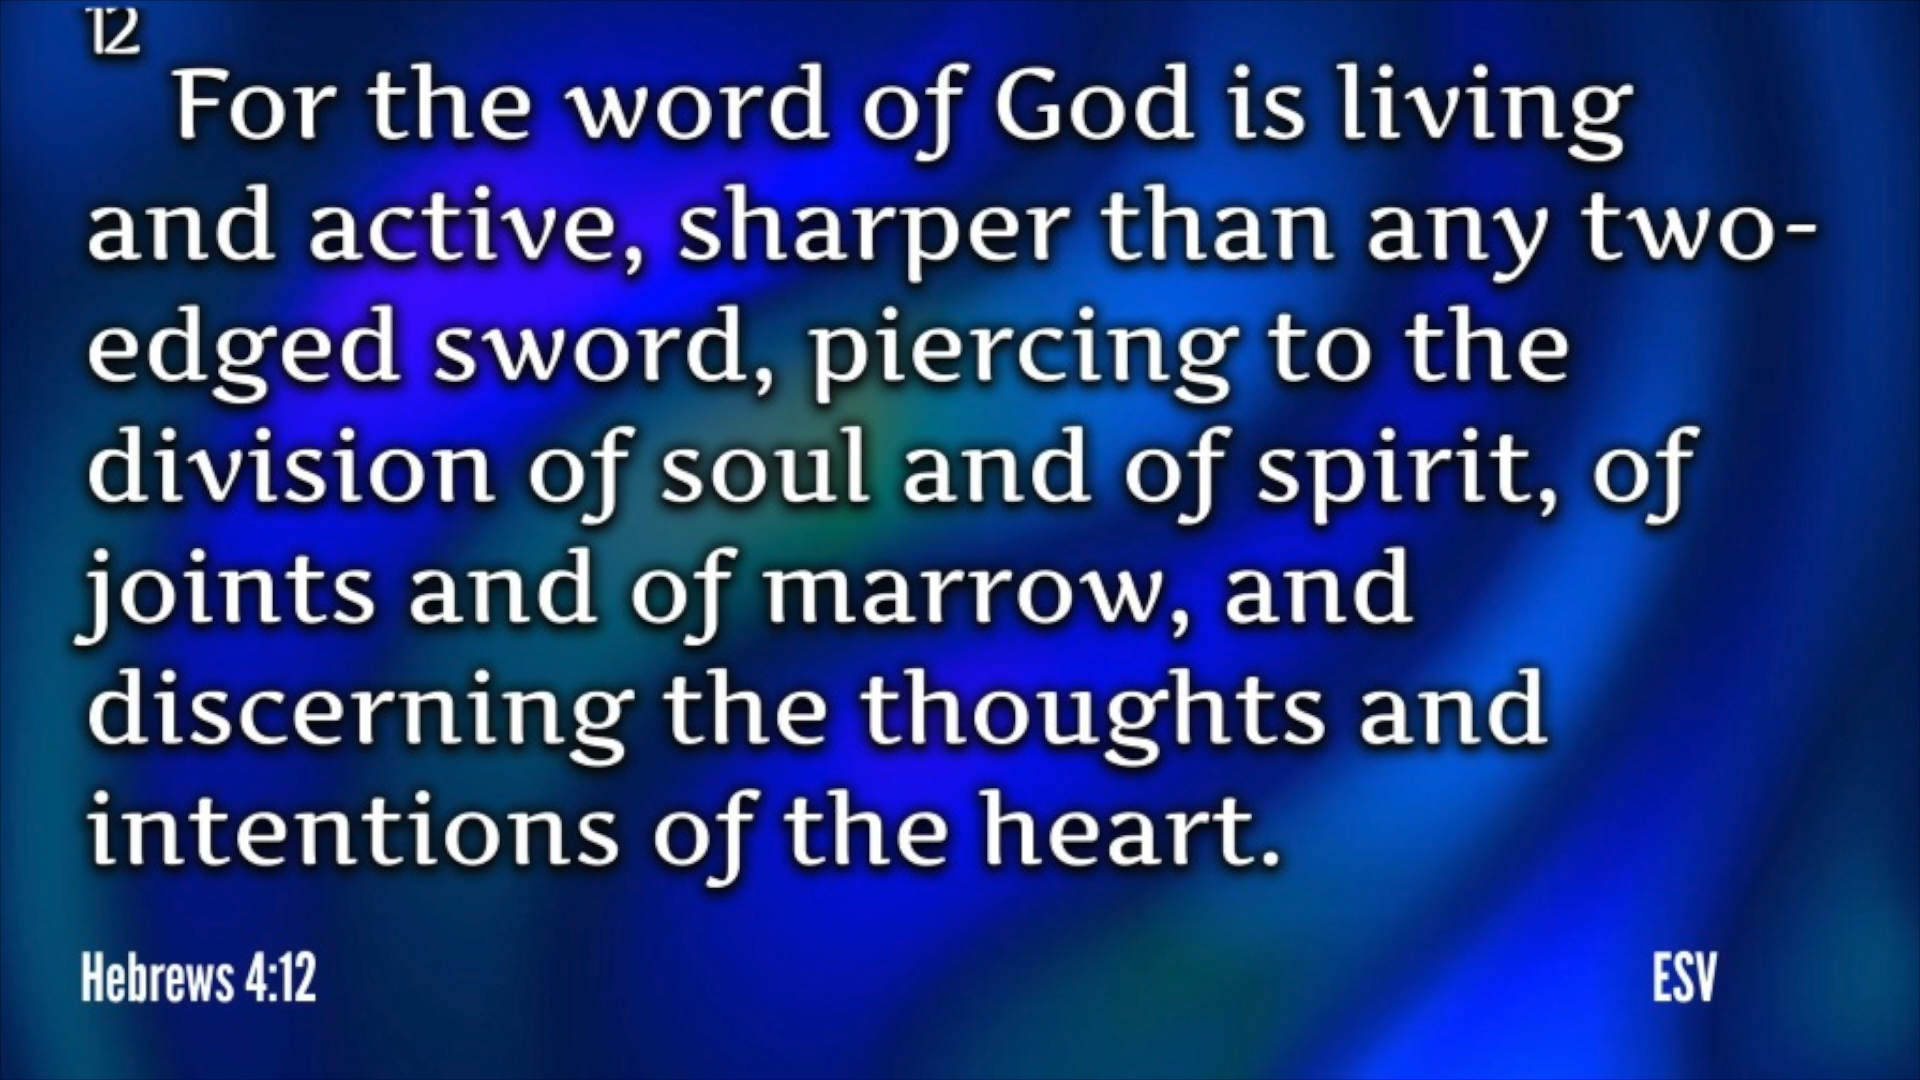 12
For the word of God is living
and active, sharper than any two-
edged sword, piercing to the
division of soul and of spirit, of
joints and of marrow, and
discerning the thoughts and
intentions of the heart.
Hebrews 4:12
ESV